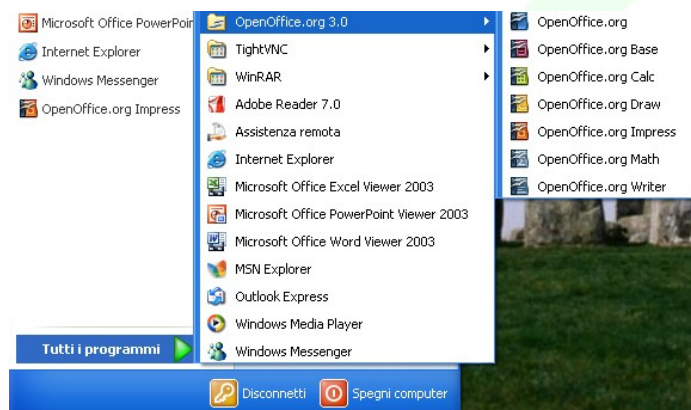 Microsoft Office PowerPoir
Internet Explorer
Windows Messenger
OpenOffice.org Impress
Tutti i programmi
OpenOffice.org 3.0
TightVNC
WinRAR
Adobe Reader 7.0
Assistenza remota
Internet Explorer
Microsoft Office Excel Viewer 2003
Microsoft Office PowerPoint Viewer 2003
Microsoft Office Word Viewer 2003
MSN Explorer
Outlook Express
Windows Media Player
Windows Messenger
OpenOffice.org
OpenOffice.org Base
OpenOffice.org Calc
OpenOffice.org Draw
OpenOffice.org Impress
OpenOffice.org Math
OpenOffice.org Writer
Disconnetti
Spegni computer